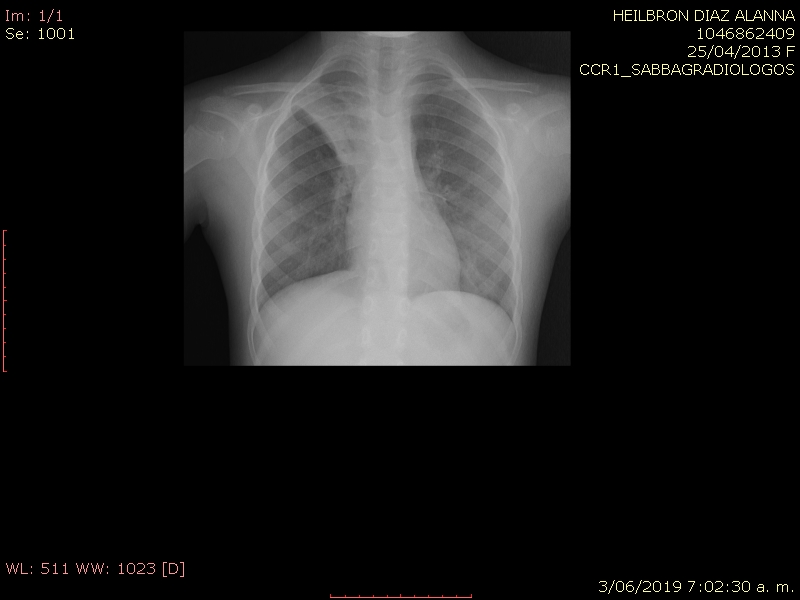 Im: 1/1
Se: 1001
HEILBRON DIAZ ALANNA
1046862409
25/04/2013 F
CCR1_SABBAGRADIOLOGOS
WL: 511 WW: 1023 [D]
3/06/2019 7:02:30 a. m.